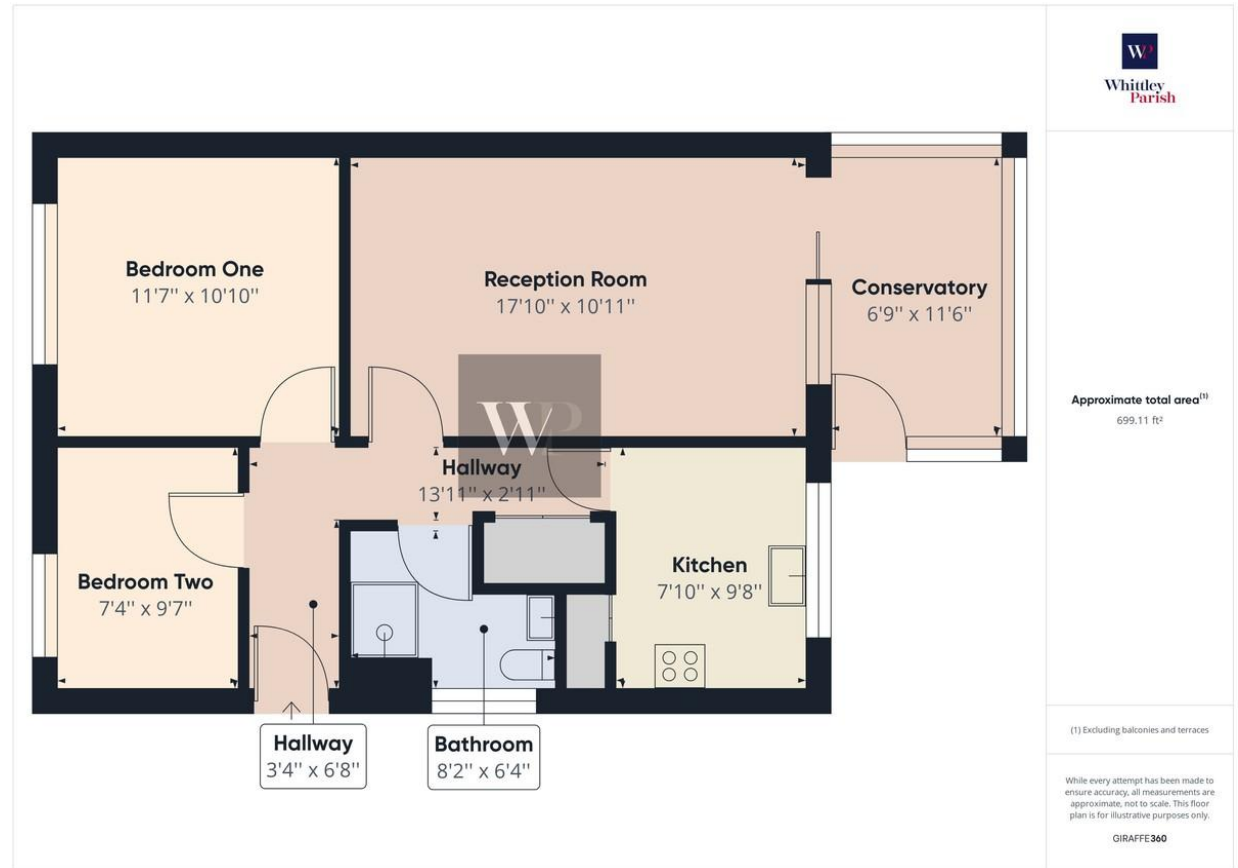 Bedroom One
11'7" x 10'10"
Reception Room
17'10" x 10'11"
Conservatory
6'9" x 11'6"
WP
Hallway
13'11" x 2'11"
Bedroom Two
7'4" x 9'7"
Kitchen
7'10" x 9'8"
Hallway
3'4" x 6'8"
Bathroom
8'2" x 6'4"
WP
Whittley
Parish
Approximate total area(1)
699.11 ft²
(1) Excluding balconies and terraces
While every attempt has been made to
ensure accuracy, all measurements are
approximate, not to scale. This floor
plan is for illustrative purposes only.
GIRAFFE360